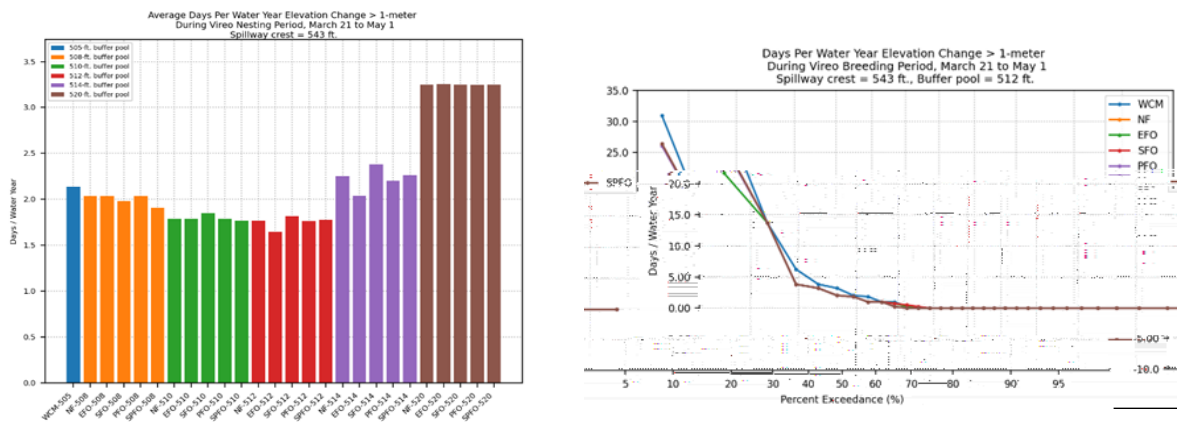 Average Days Per Water Year Elevation Change > 1-meter
During Vireo Nesting Period, March 21 to May 1
Spillway crest = 543 ft.
505-ft. buffer pool
508-ft. buffer pool
510-ft. buffer pool
512-ft. buffer pool
514-ft. buffer pool
520-ft. buffer pool
Days / Water Year
3.5
3.0
2.5
2.0
1.5
1.0
0.5
0.0
WCM-505
NF-508
EFO-508
SFO-508
PFO-508
SPFO-508
NF-510
EFO-510
SFO-510
PFO-510
SPFO-510
NF-512
EFO-512
SFO-512
PFO-512
SPFO-512
NF-514
EFO-514
SFO-514
PFO-514
SPFO-514
NF-520
EFO-520
SFO-520
PFO-520
SPFO-520
Days Per Water Year Elevation Change > 1-meter
During Vireo Breeding Period, March 21 to May 1
Spillway crest = 543 ft., Buffer pool = 512 ft.
WCM
NF
EFO
SFO
PFO
SPFO
Days / Water Year
35.0
30.0
25.0
20.0
15.0
10.0
5.00
0.00
-5.00
-10.0
5 10 20 30 40 50 60 70 80 90 95
Percent Exceedance (%)